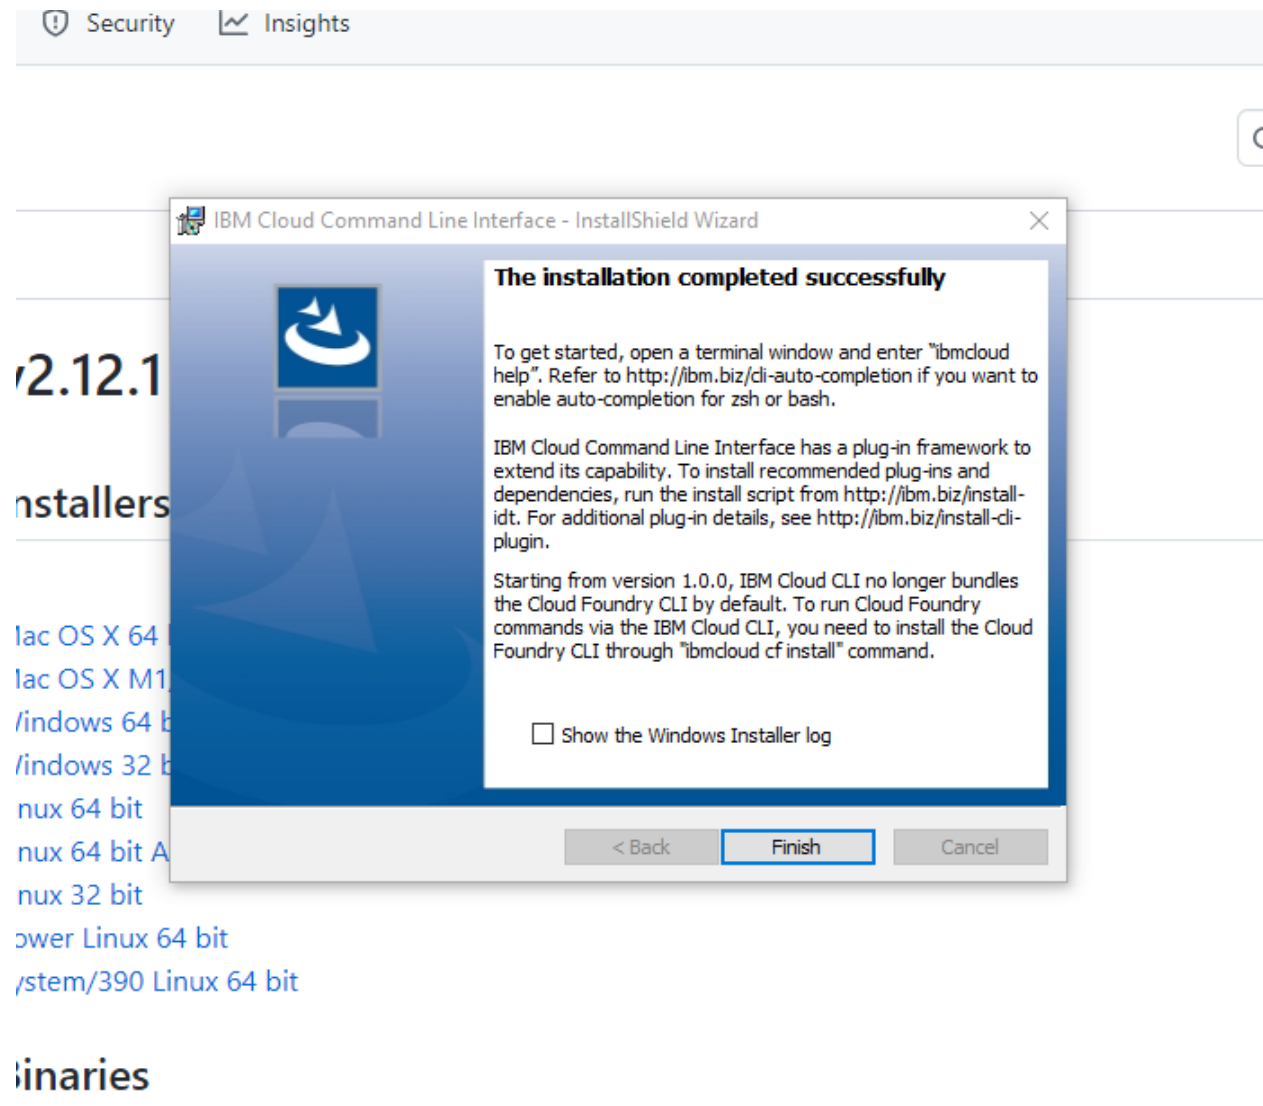 Security Insights
IBM Cloud Command Line Interface - InstallShield Wizard
The installation completed successfully
To get started, open a terminal window and enter "ibmcloud
help". Refer to http://ibm.biz/cli-auto-completion if you want to
enable auto-completion for zsh or bash.
IBM Cloud Command Line Interface has a plug-in framework to
extend its capability. To install recommended plug-ins and
dependencies, run the install script from http://ibm.biz/install-
idt. For additional plug-in details, see http://ibm.biz/install-cli-
plugin.
Starting from version 1.0.0, IBM Cloud CLI no longer bundles
the Cloud Foundry CLI by default. To run Cloud Foundry
commands via the IBM Cloud CLI, you need to install the Cloud
Foundry CLI through "ibmcloud cf install" command.
Show the Windows Installer log
< Back Finish Cancel
v2.12.1
nstallers
Mac OS X 64
Mac OS X M1
Windows 64 b
Windows 32 b
nux 64 bit
nux 64 bit A
nux 32 bit
ower Linux 64 bit
ystem/390 Linux 64 bit
Binaries